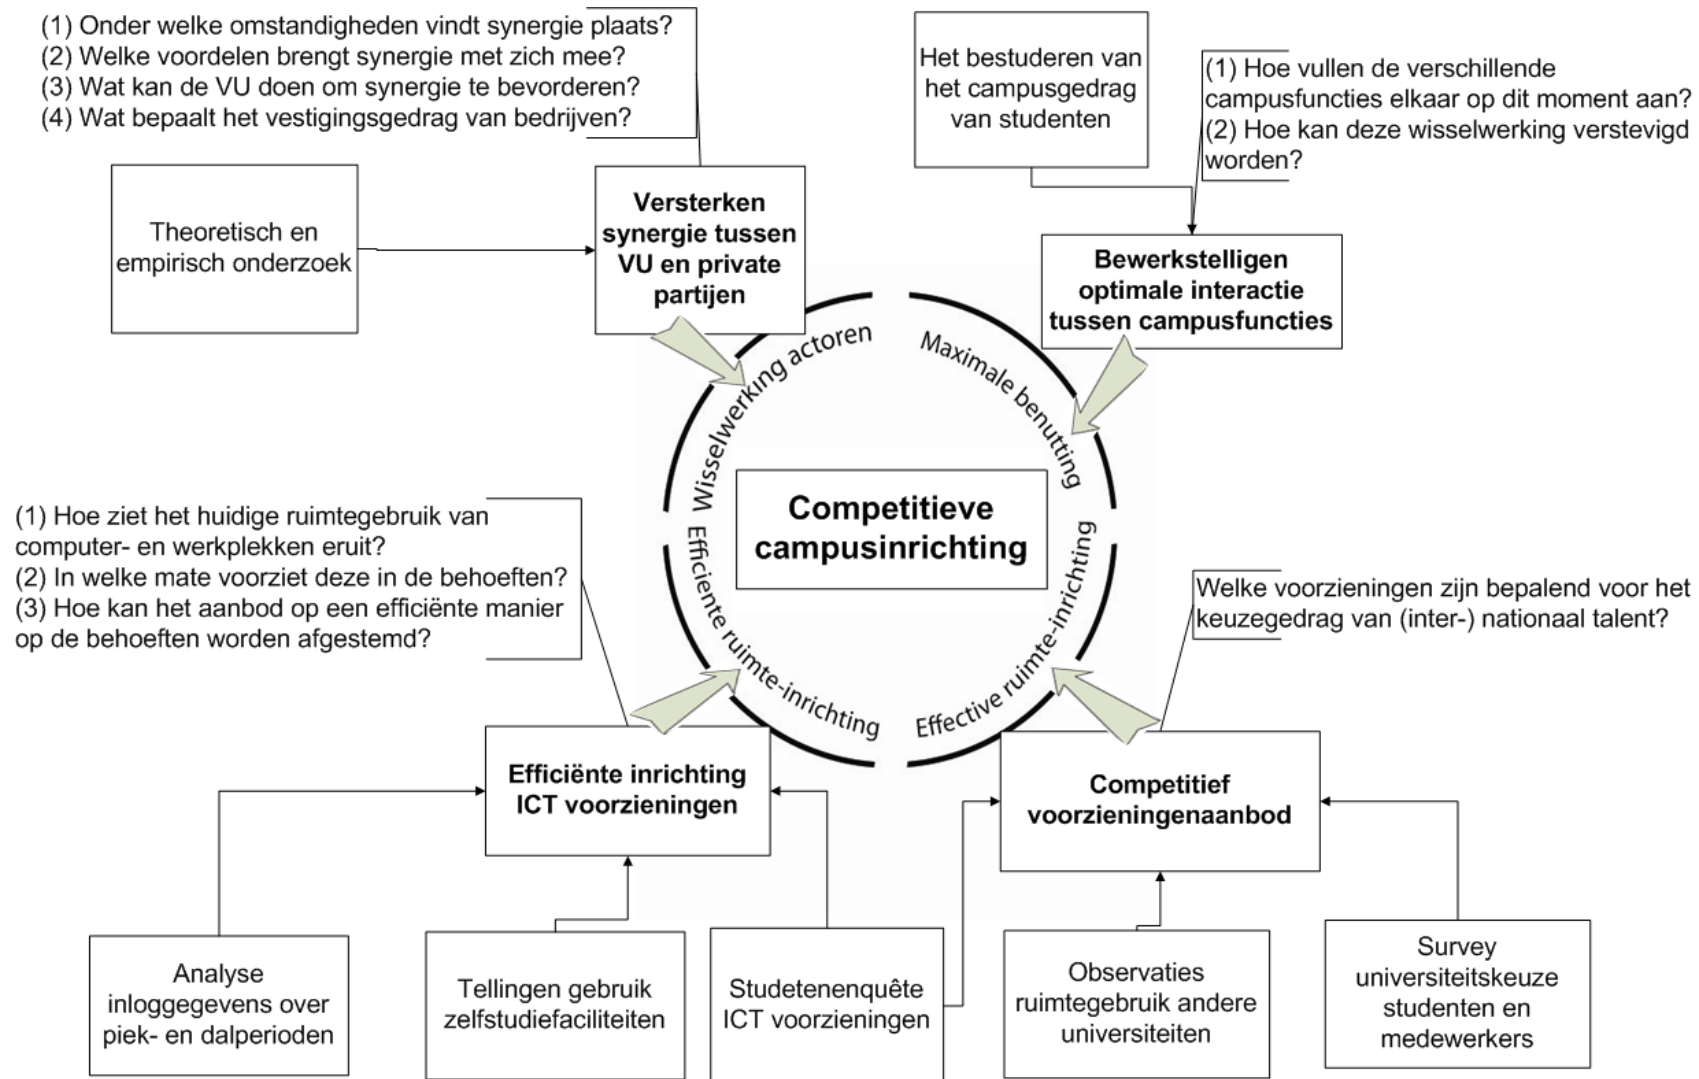 (1) Onder welke omstandigheden vindt synergie plaats?
(2) Welke voordelen brengt synergie met zich mee?
(3) Wat kan de VU doen om synergie te bevorderen?
(4) Wat bepaalt het vestigingsgedrag van bedrijven?
Het bestuderen van
het campusgedrag
van studenten
(1) Hoe vullen de verschillende
campusfuncties elkaar op dit moment aan?
(2) Hoe kan deze wisselwerking verstevigd
worden?
Theoretisch en
empirisch onderzoek
Versterken
synergie tussen
VU en private
partijen
Bewerkstelligen
optimale interactie
tussen campusfuncties
Wisselwerking actoren
Maximale benutting
Competitieve
campusinrichting
Efficiente ruimte-inrichting
Effective ruimte-inrichting
(1) Hoe ziet het huidige ruimtegebruik van
computer- en werkplekken eruit?
(2) In welke mate voorziet deze in de behoeften?
(3) Hoe kan het aanbod op een efficiënte manier
op de behoeften worden afgestemd?
Welke voorzieningen zijn bepalend voor het
keuzegedrag van (inter-) nationaal talent?
Efficiënte inrichting
ICT voorzieningen
Competitief
voorzieningenaanbod
Analyse
inloggegevens over
piek- en dalperioden
Tellingen gebruik
zelfstudiefaciliteiten
Studetenenquête
ICT voorzieningen
Observaties
ruimtegebruik andere
universiteiten
Survey
universiteitskeuze
studenten en
medewerkers